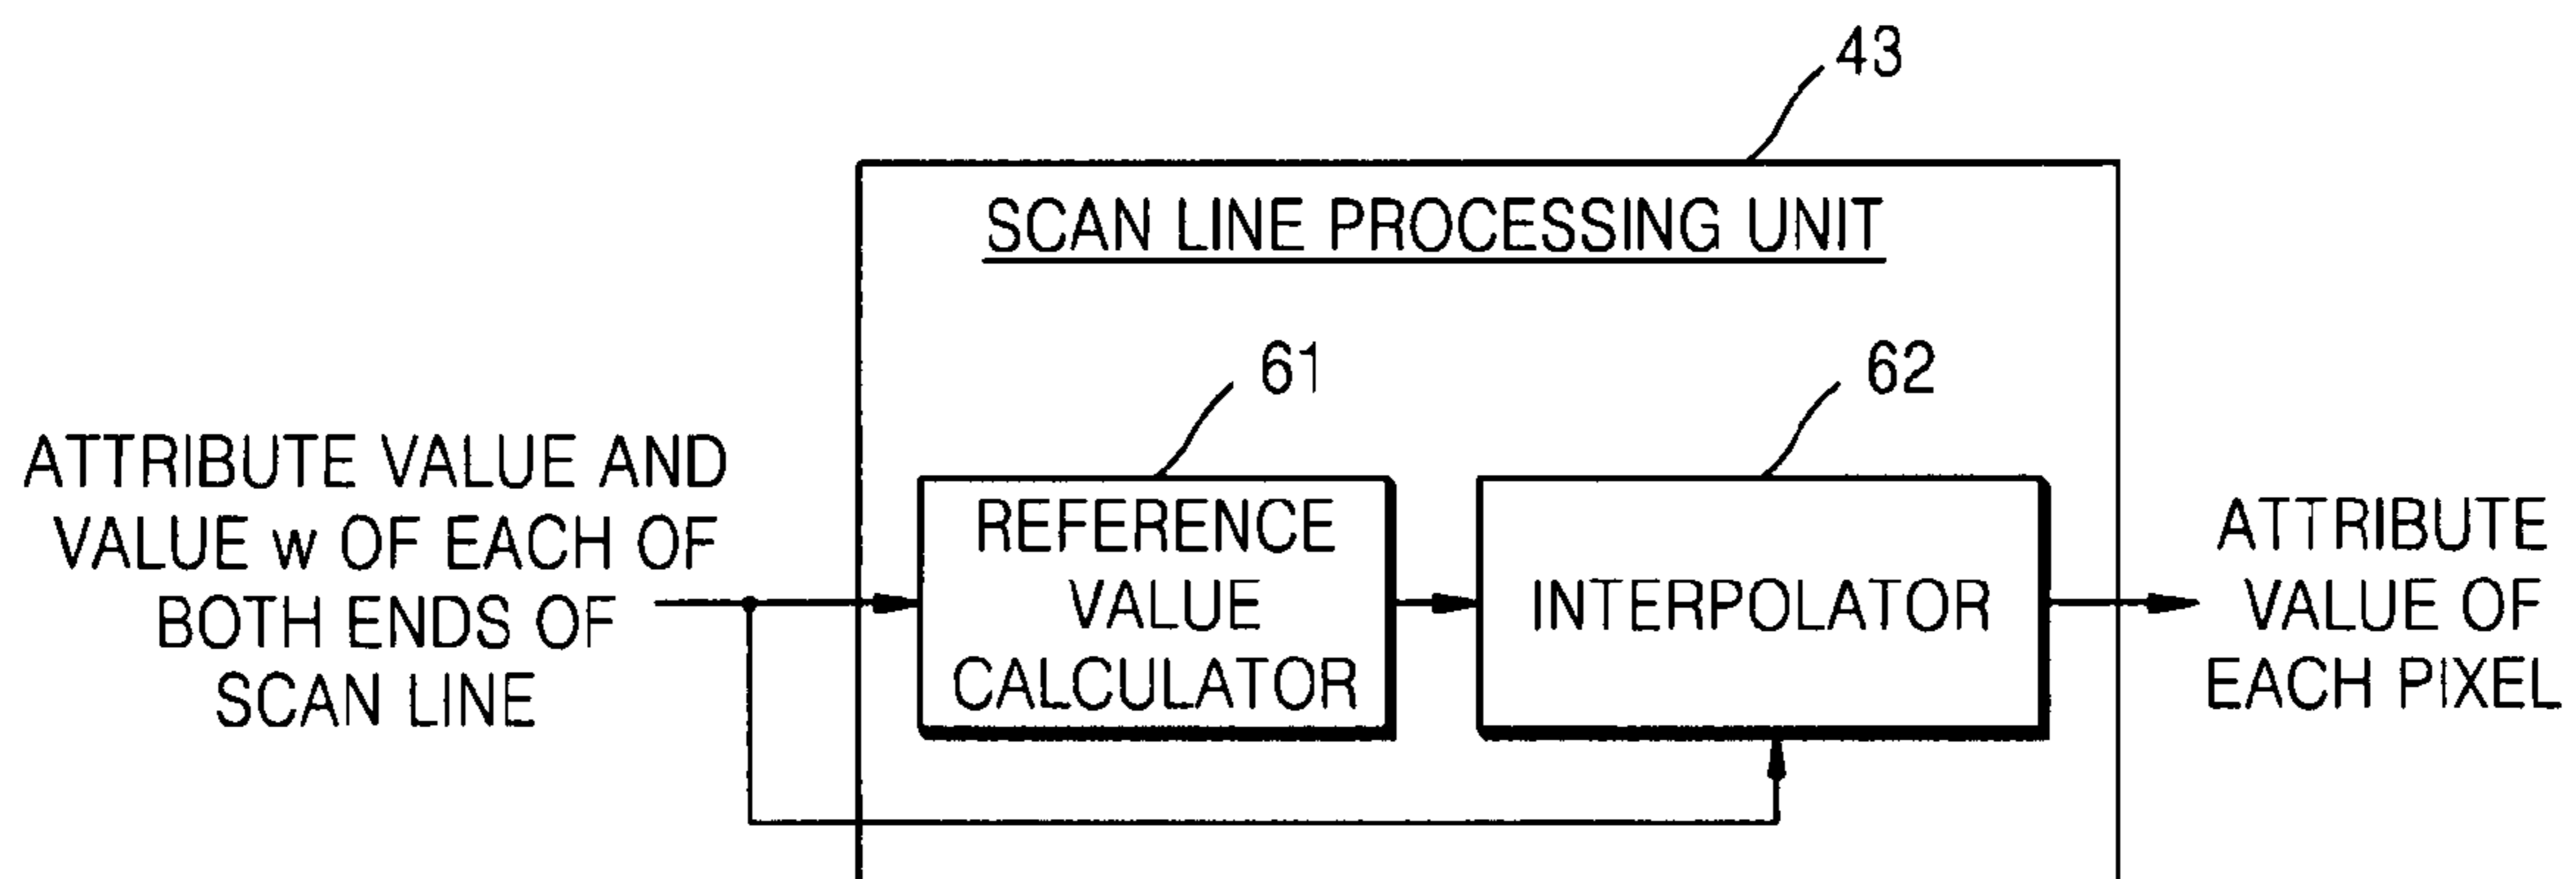 43
SCAN LINE PROCESSING UNIT
61
62
ATTRIBUTE VALUE AND
VALUE w OF EACH OF
BOTH ENDS OF
SCAN LINE
REFERENCE
VALUE
CALCULATOR
INTERPOLATOR
ATTRIBUTE
VALUE OF
EACH PIXEL